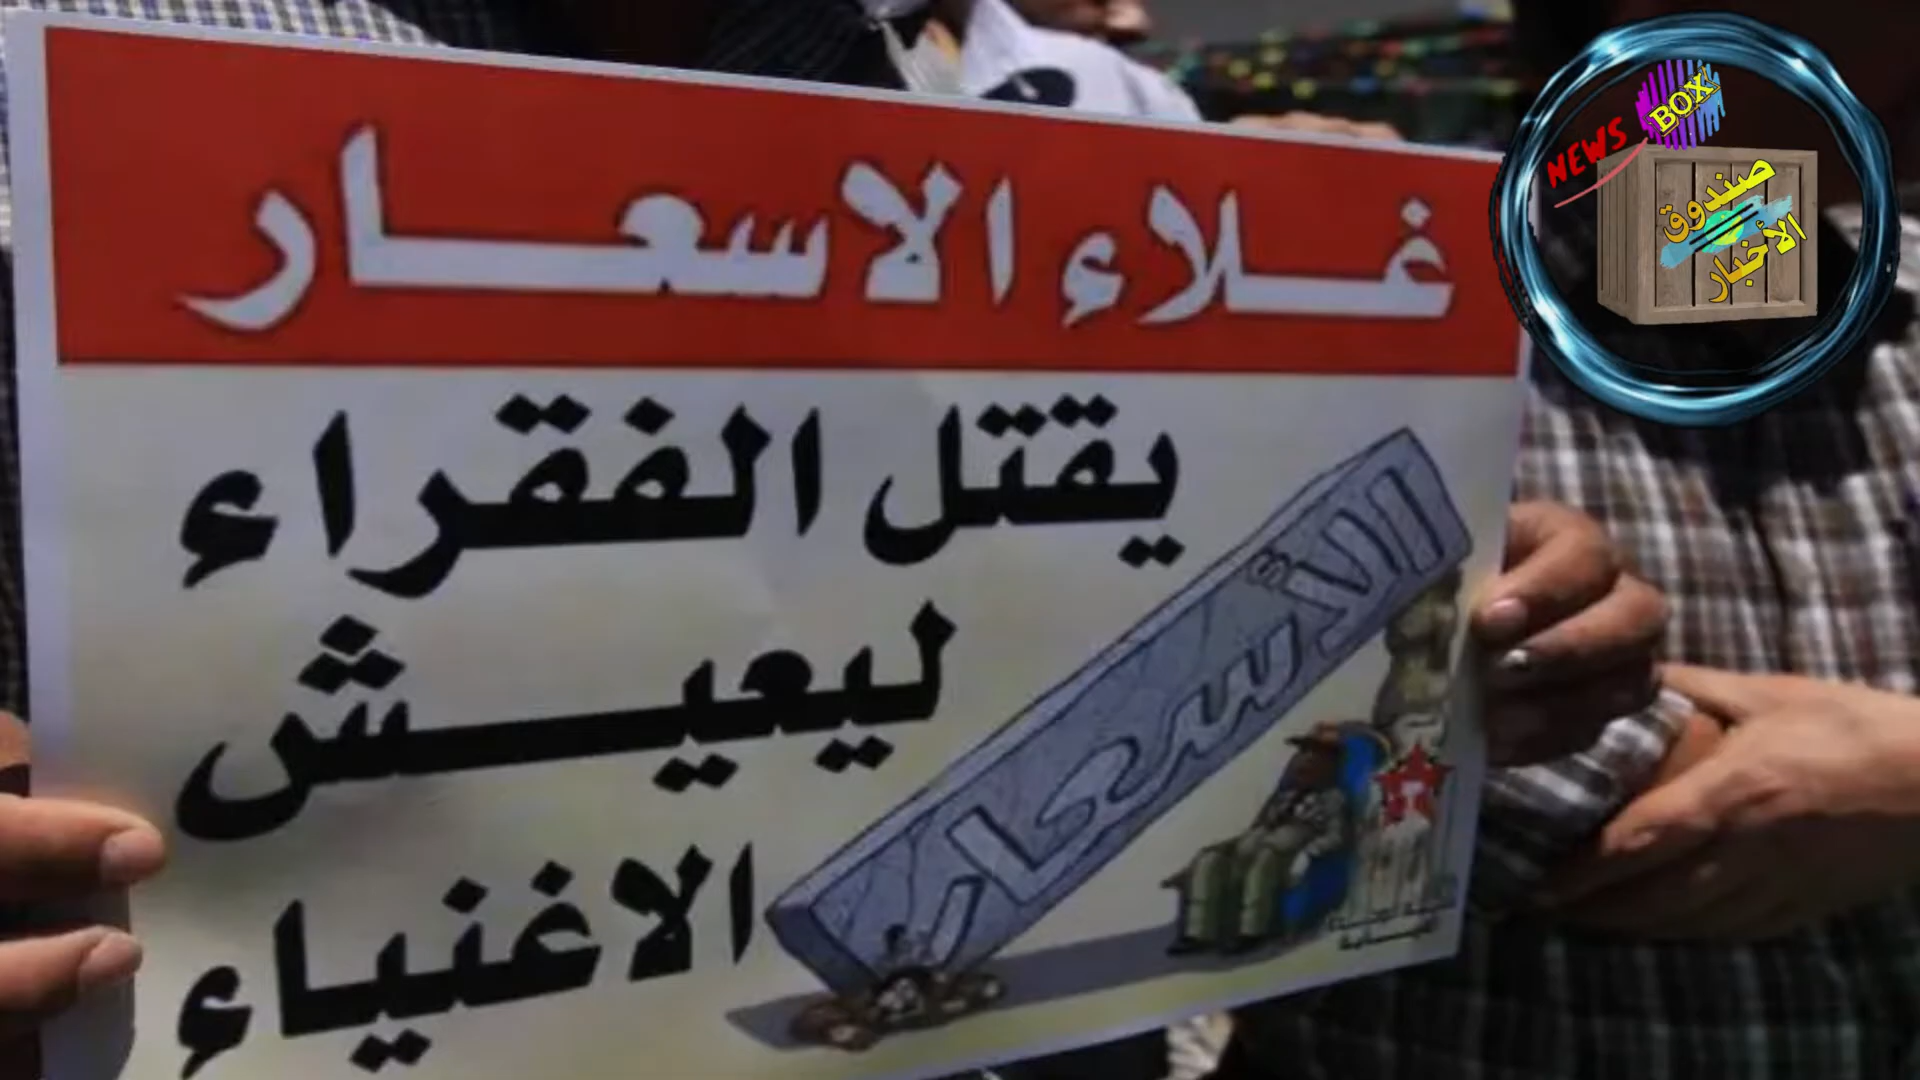 غلاء الاسعار
يقتل الفقراء
ليعيش
الاغنياء
الأسعار
NEWS BOX
صندوق
الأخبار